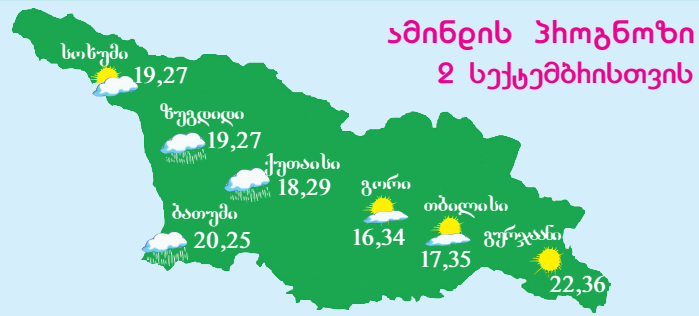 ამინდის პროგნოზი
2 სექტემბრისთვის
სოხუმი
19,27
ზუგდიდი
19,27
ქუთაისი
18,29
ბათუმი
20,25
გორი
16,34
თბილისი
17,35
გურჯაანი
22,36